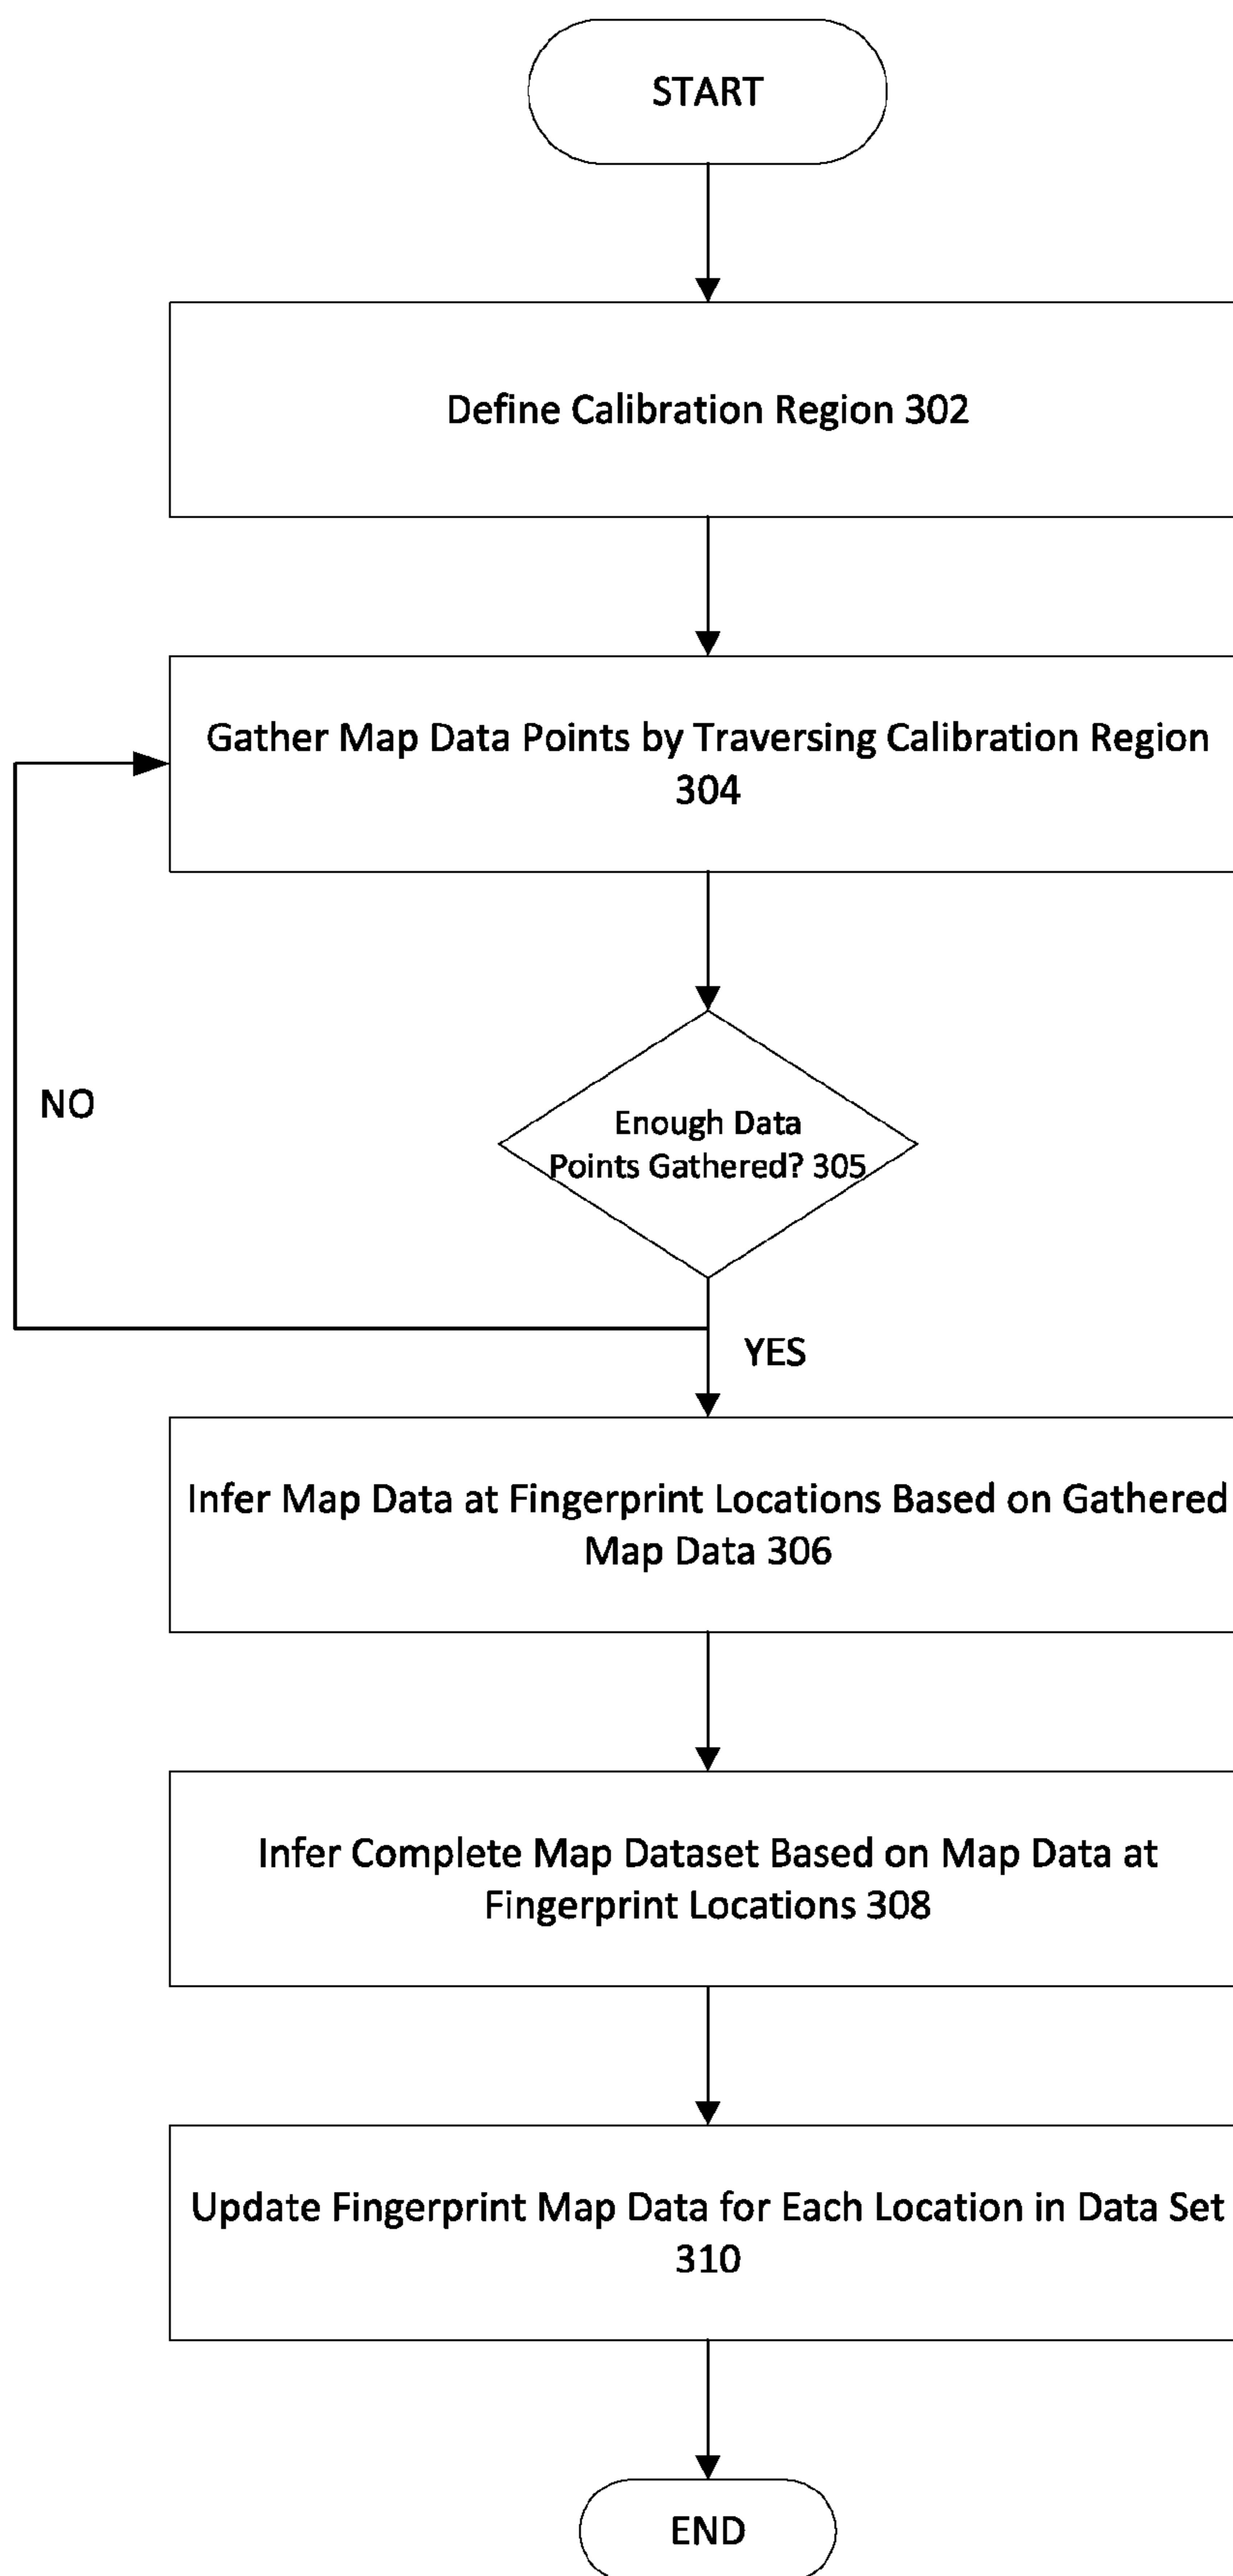 START
Define Calibration Region 302
Gather Map Data Points by Traversing Calibration Region
304
NO
Enough Data
Points Gathered? 305
YES
Infer Map Data at Fingerprint Locations Based on Gathered
Map Data 306
Infer Complete Map Dataset Based on Map Data at
Fingerprint Locations 308
Update Fingerprint Map Data for Each Location in Data Set
310
END